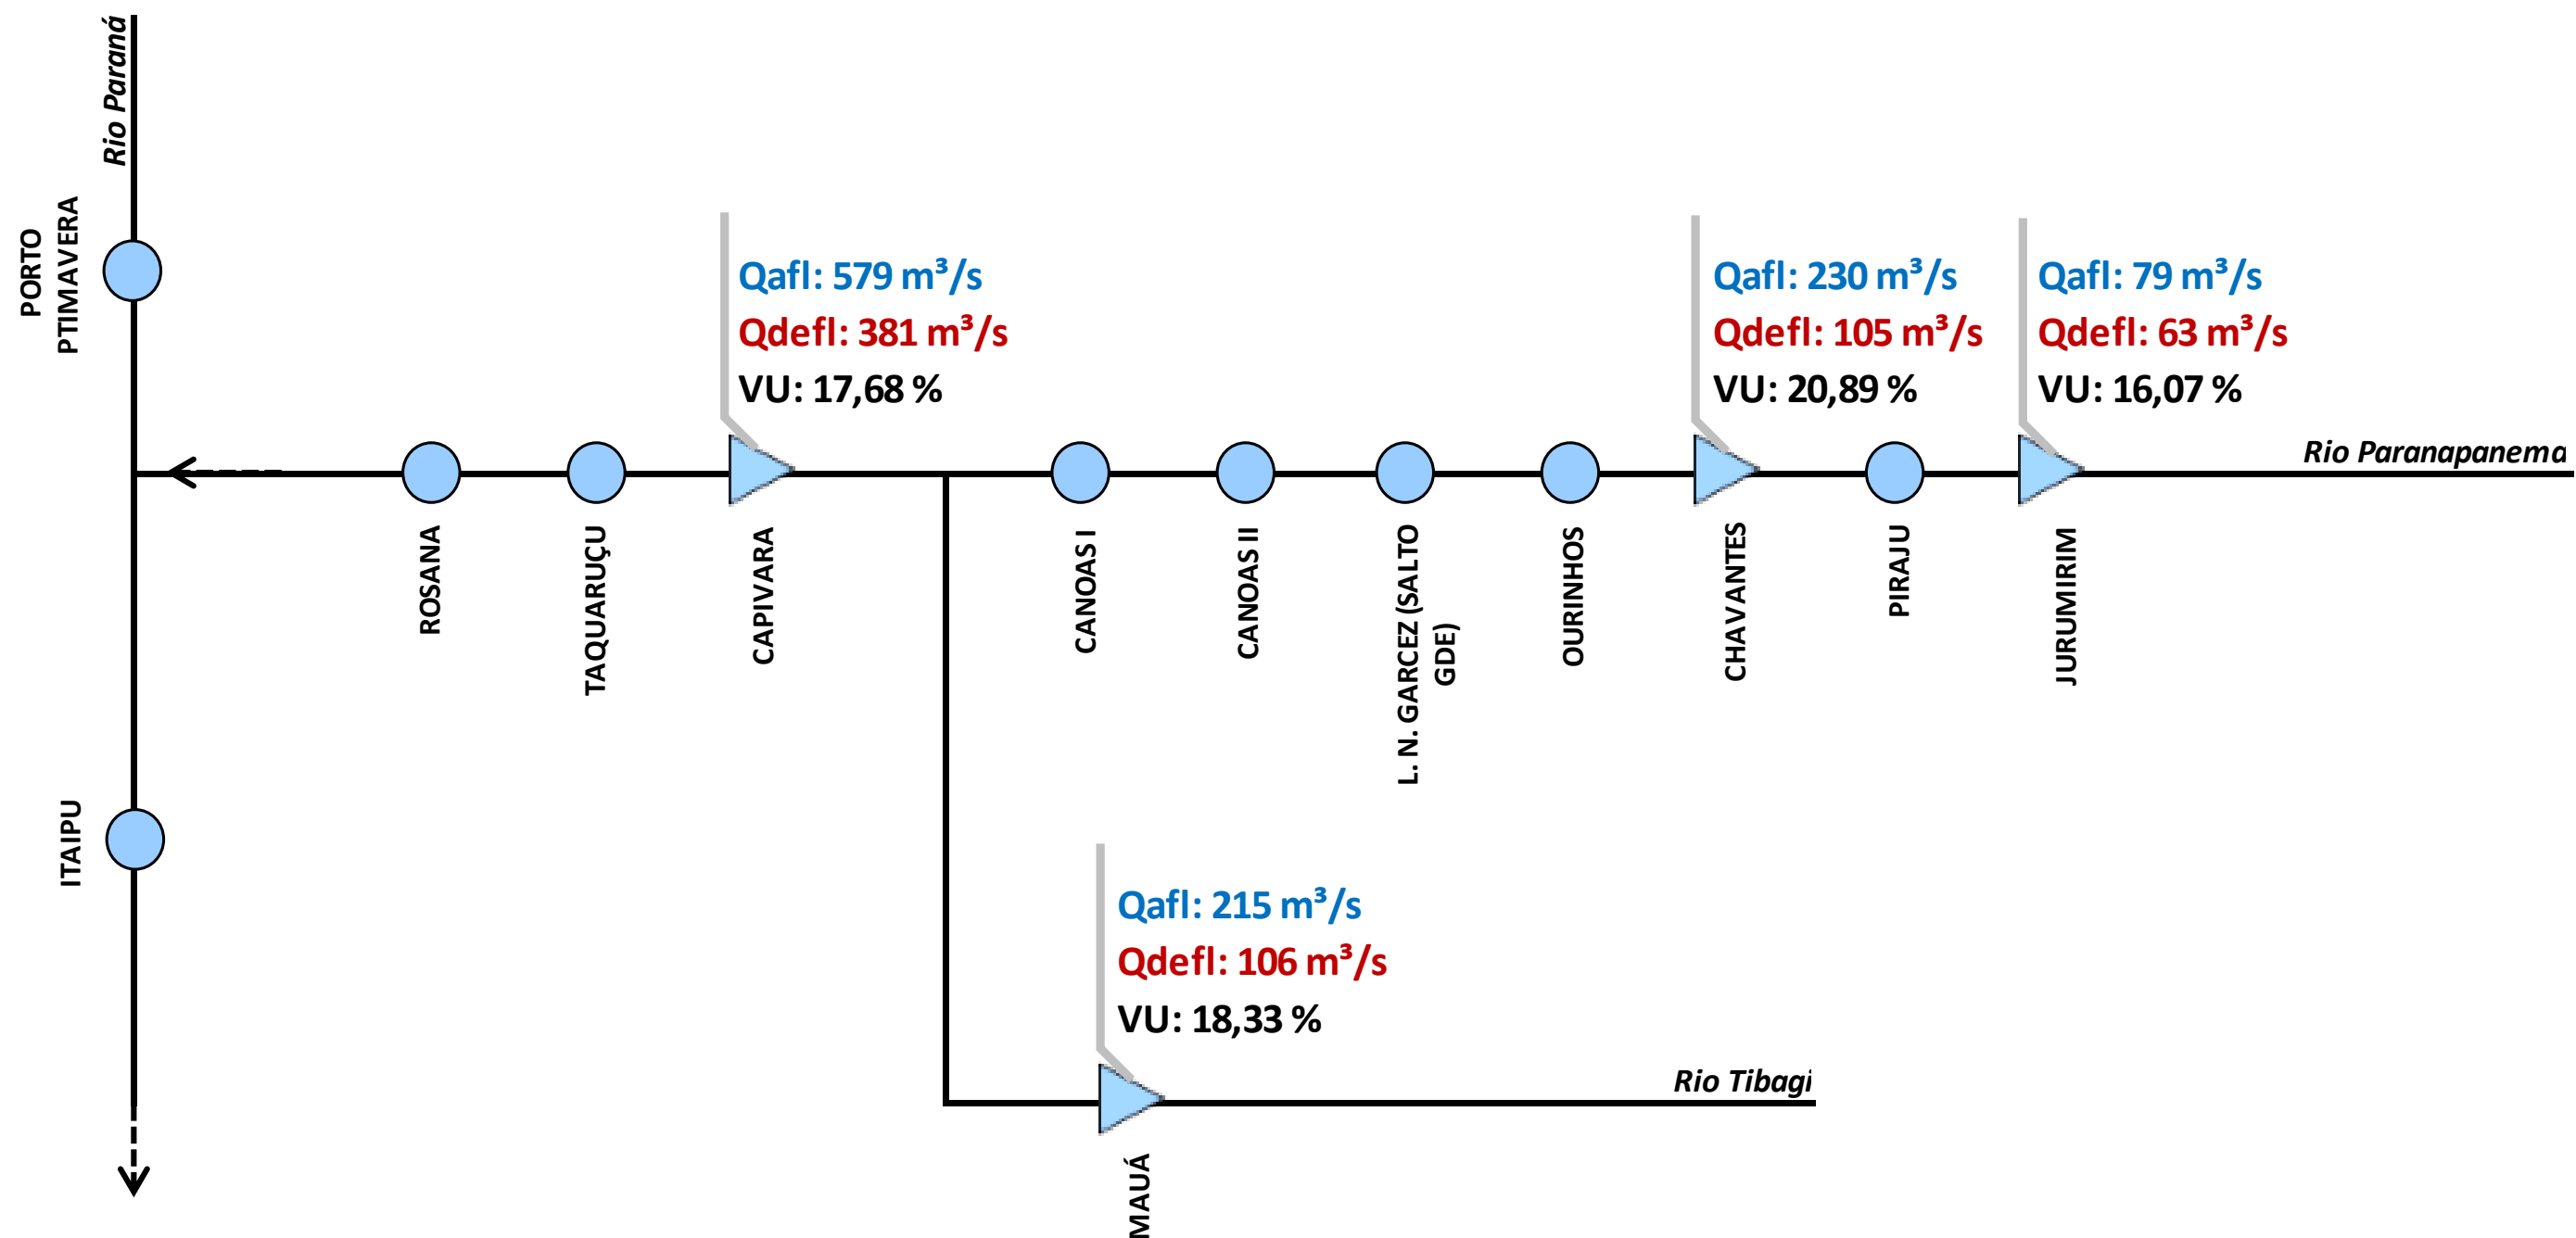 Rio Paraná
PORTO
PTIMAVERA
Qafl: 579 m³/s
Qdefl: 381 m³/s
VU: 17,68 %
Qafl: 230 m³/s
Qdefl: 105 m³/s
VU: 20,89 %
Qafl: 79 m³/s
Qdefl: 63 m³/s
VU: 16,07 %
Rio Paranapanema
ROSANA
TAQUARUÇU
CAPIVARA
CANOAS I
CANOAS II
L. N. GARCEZ (SALTO
GDE)
OURINHOS
CHAVANTES
PIRAJU
JURUMIRIM
ITAIPU
Qafl: 215 m³/s
Qdefl: 106 m³/s
VU: 18,33 %
Rio Tibagi
MAUÁ